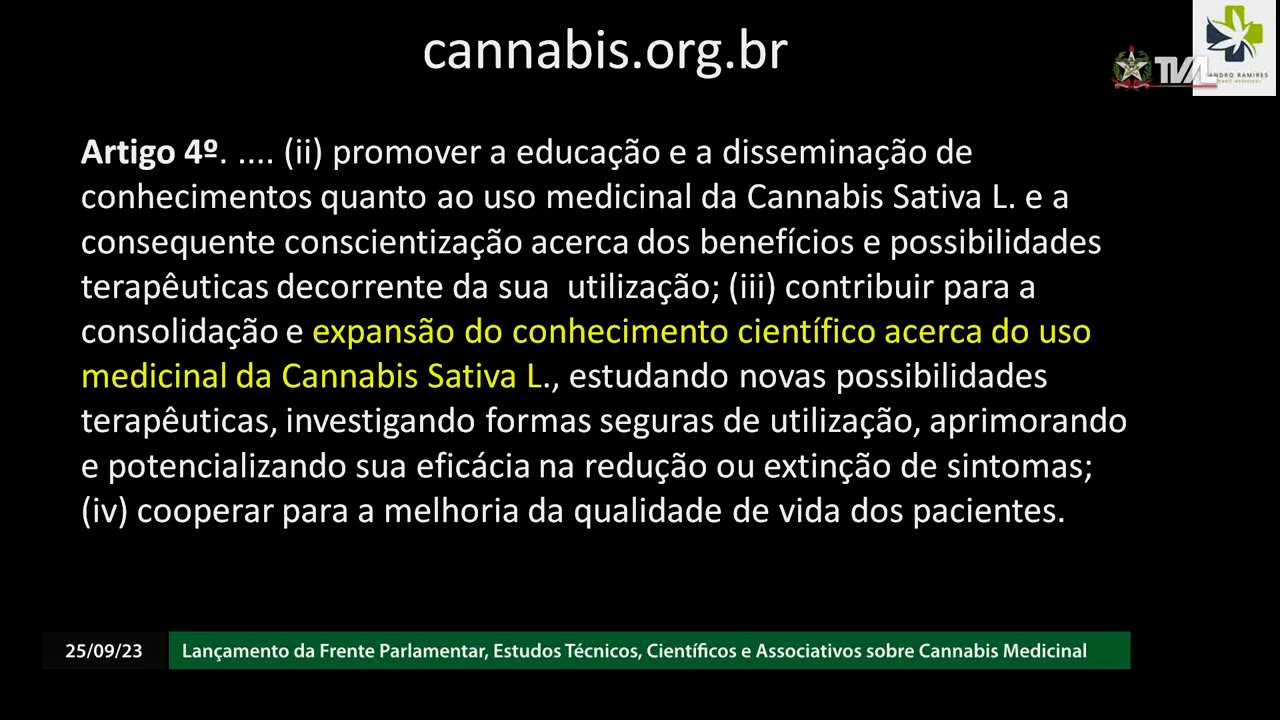 cannabis.org.br
TVAL
ANDRO RAMIRES
Artigo 4º. .... (ii) promover a educação e a disseminação de
conhecimentos quanto ao uso medicinal da Cannabis Sativa L. e a
consequente conscientização acerca dos benefícios e possibilidades
terapêuticas decorrente da sua utilização; (iii) contribuir para a
consolidação e expansão do conhecimento científico acerca do uso
medicinal da Cannabis Sativa L., estudando novas possibilidades
terapêuticas, investigando formas seguras de utilização, aprimorando
e potencializando sua eficácia na redução ou extinção de sintomas;
(iv) cooperar para a melhoria da qualidade de vida dos pacientes.
25/09/23 Lançamento da Frente Parlamentar, Estudos Técnicos, Científicos e Associativos sobre Cannabis Medicinal